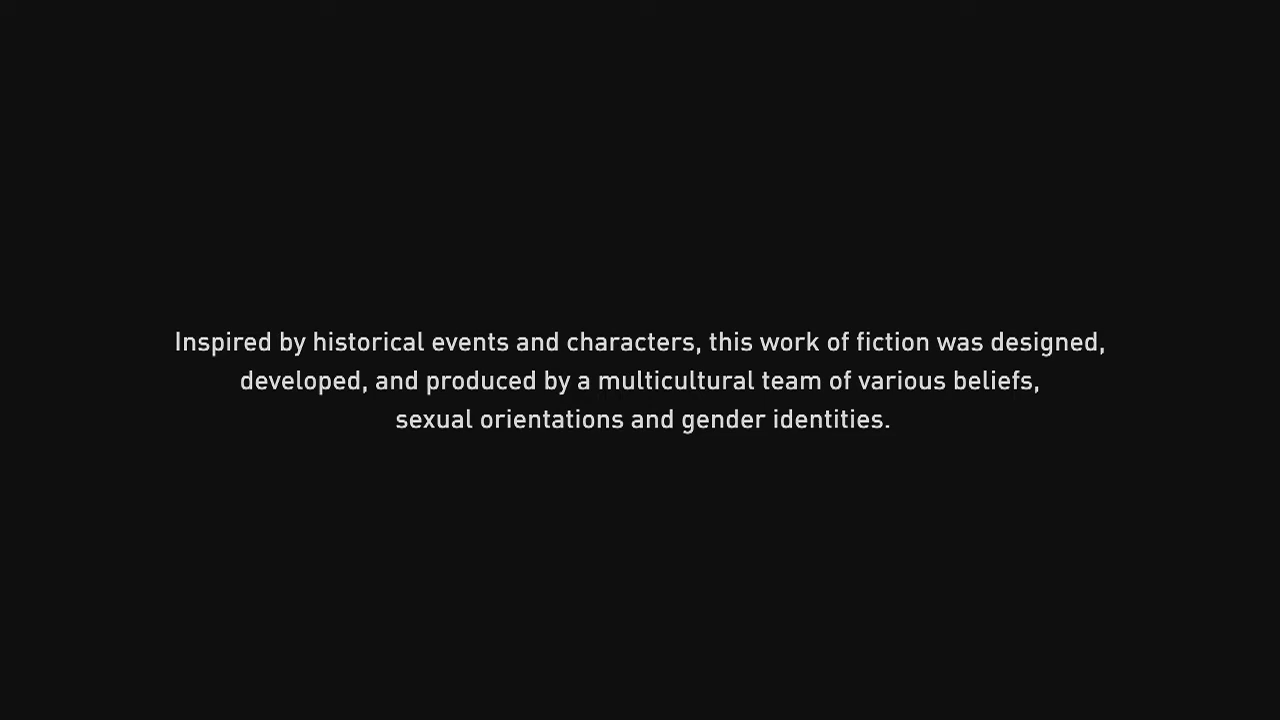 Inspired by historical events and characters, this work of fiction was designed,
developed, and produced by a multicultural team of various beliefs,
sexual orientations and gender identities.